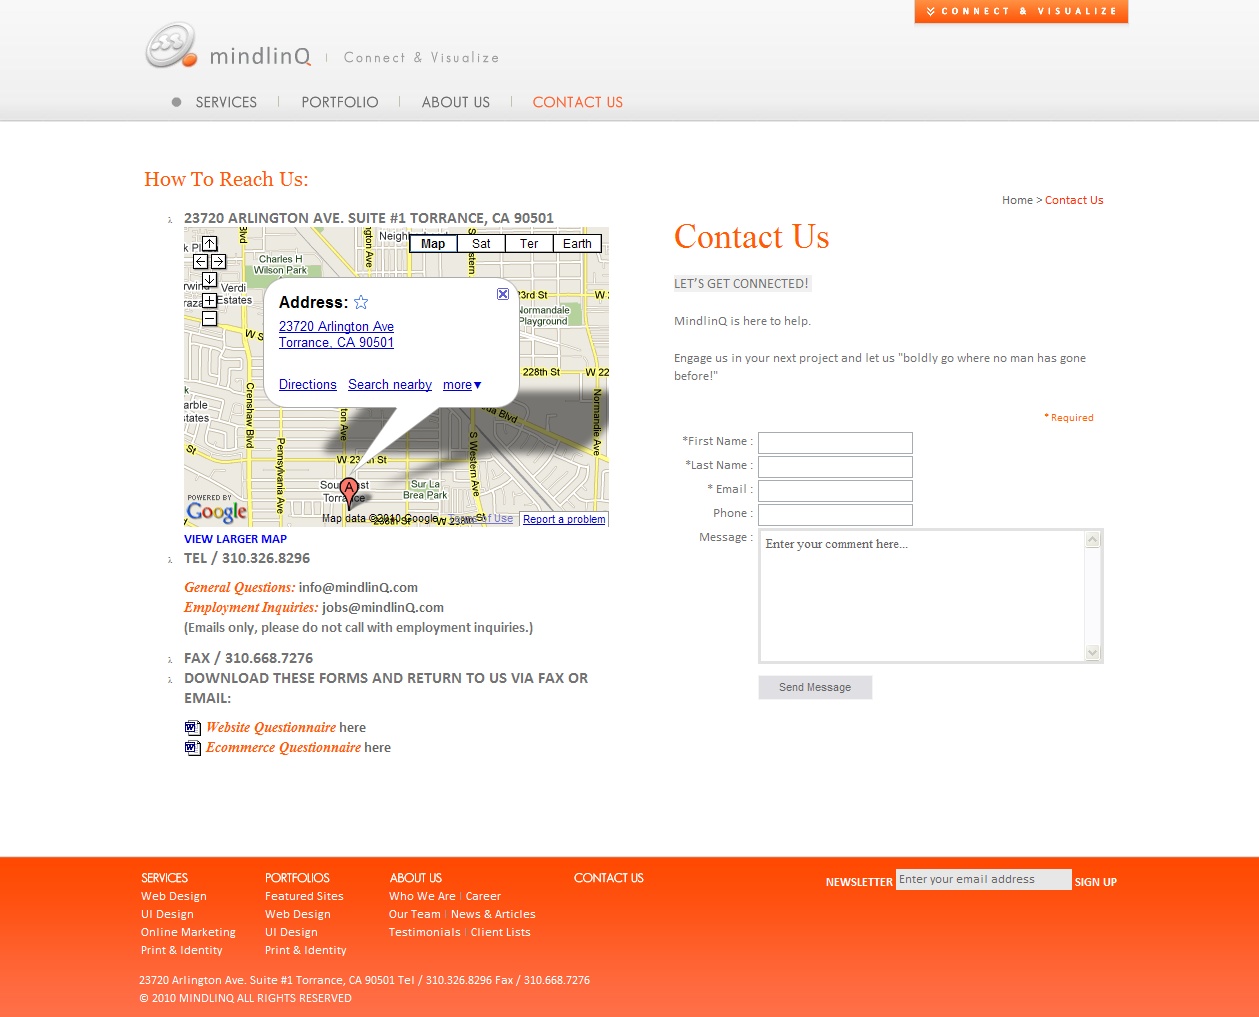 CONNECT & VISUALIZE
mindlinQ | Connect & Visualize
SERVICES | PORTFOLIO | ABOUT US | CONTACT US
How To Reach Us:
23720 ARLINGTON AVE. SUITE #1 TORRANCE, CA 90501
Map Sat Ter Earth
Charles H
Wilson Park
Verdi
Estates
Address:
23720 Arlington Ave
Torrance, CA 90501
Directions Search nearby more
Normandale
Playground
228th St
Crenshaw Blvd
Pennsylvania Ave
S Western Ave
Normandie Ave
Sur La
Brea Park
POWERED BY
Google
Map data ©2010 Google - Terms of Use
Report a problem
VIEW LARGER MAP
TEL / 310.326.8296
General Questions: info@mindlinQ.com
Employment Inquiries: jobs@mindlinQ.com
(Emails only, please do not call with employment inquiries.)
FAX / 310.668.7276
DOWNLOAD THESE FORMS AND RETURN TO US VIA FAX OR
EMAIL:
Website Questionnaire here
Ecommerce Questionnaire here
Home > Contact Us
Contact Us
LET'S GET CONNECTED!
MindlinQ is here to help.
Engage us in your next project and let us "boldly go where no man has gone
before!"
* Required
*First Name :
*Last Name :
* Email :
Phone :
Message :
Enter your comment here...
Send Message
SERVICES
Web Design
UI Design
Online Marketing
Print & Identity
PORTFOLIOS
Featured Sites
Web Design
UI Design
Print & Identity
ABOUT US
Who We Are | Career
Our Team | News & Articles
Testimonials | Client Lists
CONTACT US
NEWSLETTER Enter your email address SIGN UP
23720 Arlington Ave. Suite #1 Torrance, CA 90501 Tel / 310.326.8296 Fax / 310.668.7276
© 2010 MINDLINQ ALL RIGHTS RESERVED